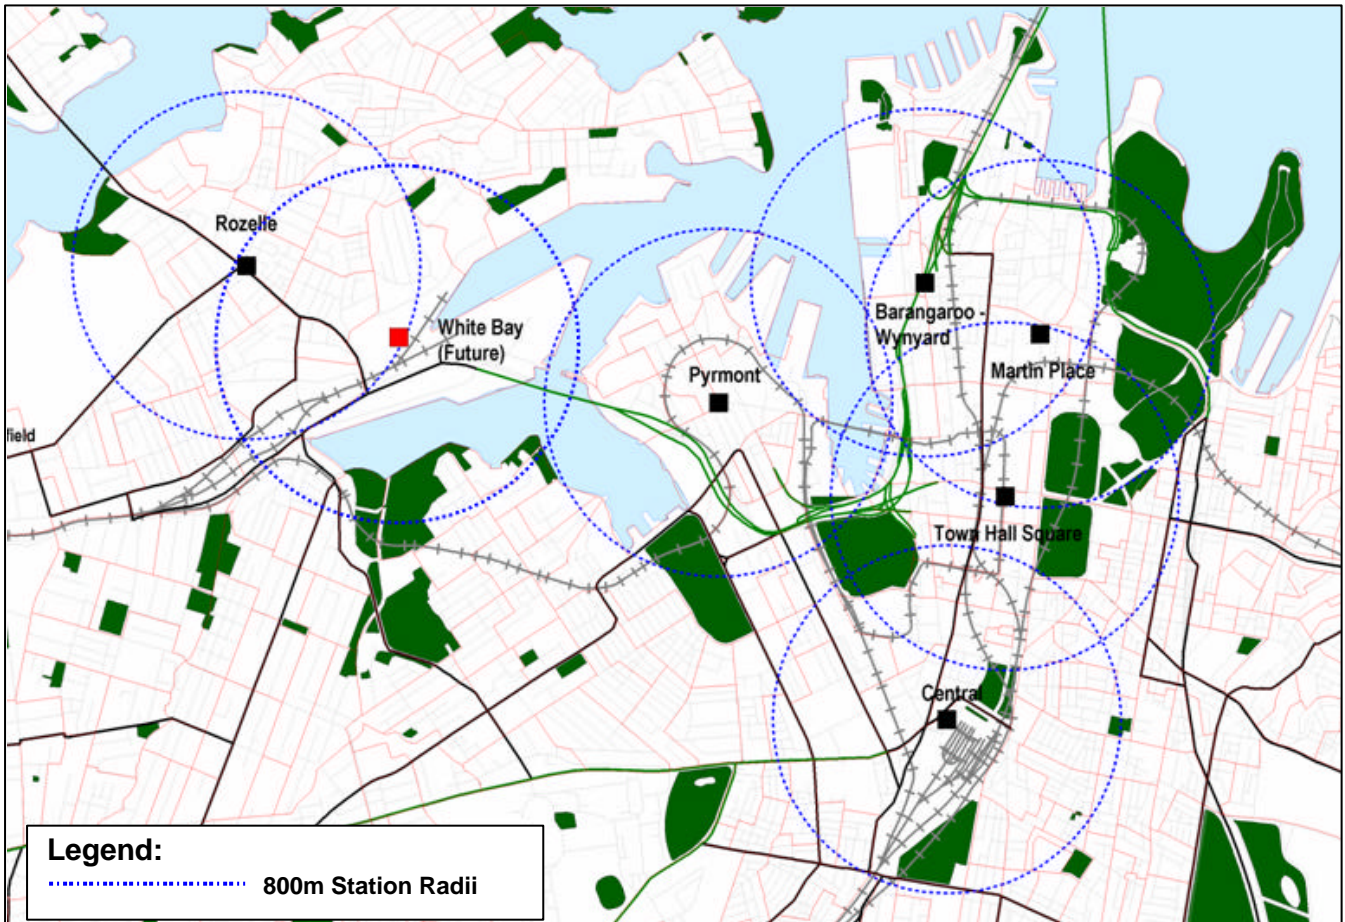 Rozelle
White Bay
(Future)
Pyrmont
Barangaroo -
Wynyard
Martin Place
field
Town Hall Square
Central
Legend:
800m Station Radii